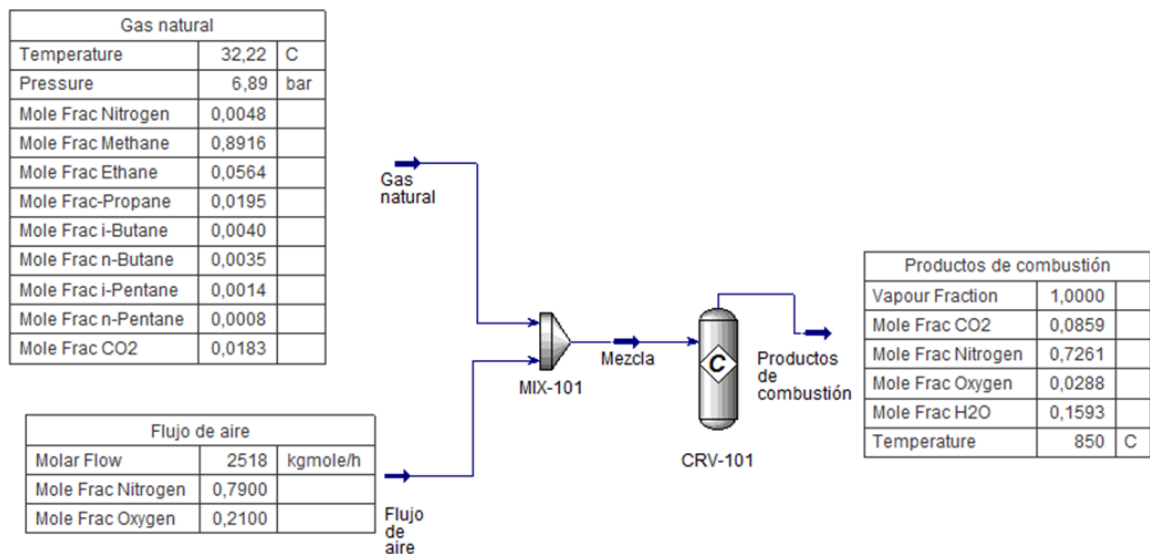 Gas natural
Temperature 32,22 C
Pressure 6,89 bar
Mole Frac Nitrogen 0,0048
Mole Frac Methane 0,8916
Mole Frac Ethane 0,0564
Mole Frac-Propane 0,0195
Mole Frac i-Butane 0,0040
Mole Frac n-Butane 0,0035
Mole Frac i-Pentane 0,0014
Mole Frac n-Pentane 0,0008
Mole Frac CO2 0,0183
Gas
natural
MIX-101
Mezcla
C
CRV-101
Productos
de
combustión
Productos de combustión
Vapour Fraction 1,0000
Mole Frac CO2 0,0859
Mole Frac Nitrogen 0,7261
Mole Frac Oxygen 0,0288
Mole Frac H2O 0,1593
Temperature 850 C
Flujo de aire
Molar Flow 2518 kgmole/h
Mole Frac Nitrogen 0,7900
Mole Frac Oxygen 0,2100
Flujo
de
aire